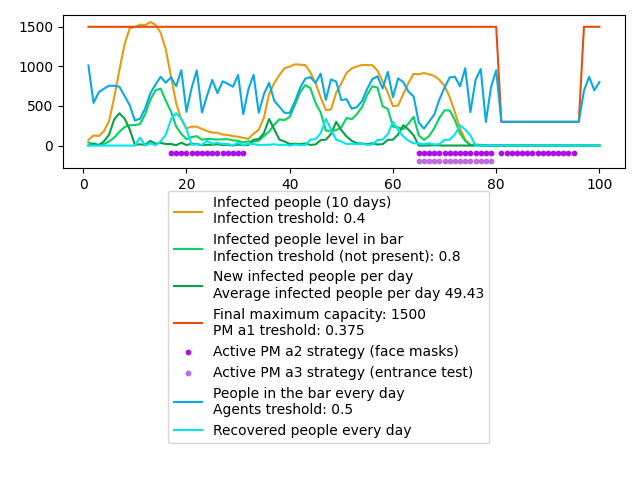 1500
1000
500
0
0 20 40 60 80 100
Infected people (10 days)
Infection treshold: 0.4
Infected people level in bar
Infection treshold (not present): 0.8
New infected people per day
Average infected people per day 49.43
Final maximum capacity: 1500
PM a1 treshold: 0.375
Active PM a2 strategy (face masks)
Active PM a3 strategy (entrance test)
People in the bar every day
Agents treshold: 0.5
Recovered people every day